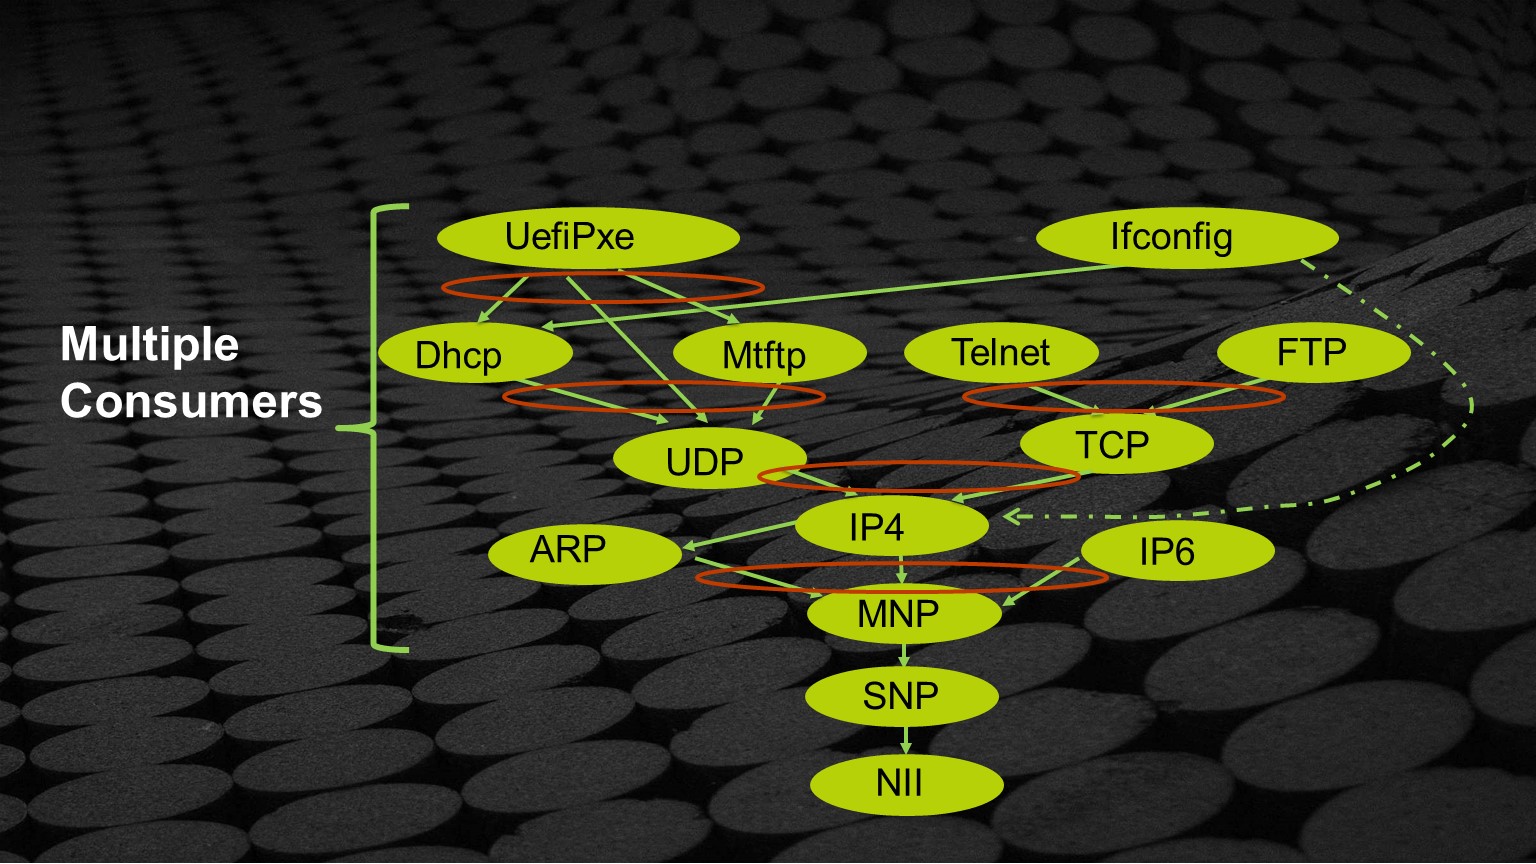 UefiPxe
Ifconfig
Multiple
Consumers
Dhcp
Mtftp
Telnet
FTP
UDP
TCP
IP4
ARP
IP6
MNP
SNP
NII